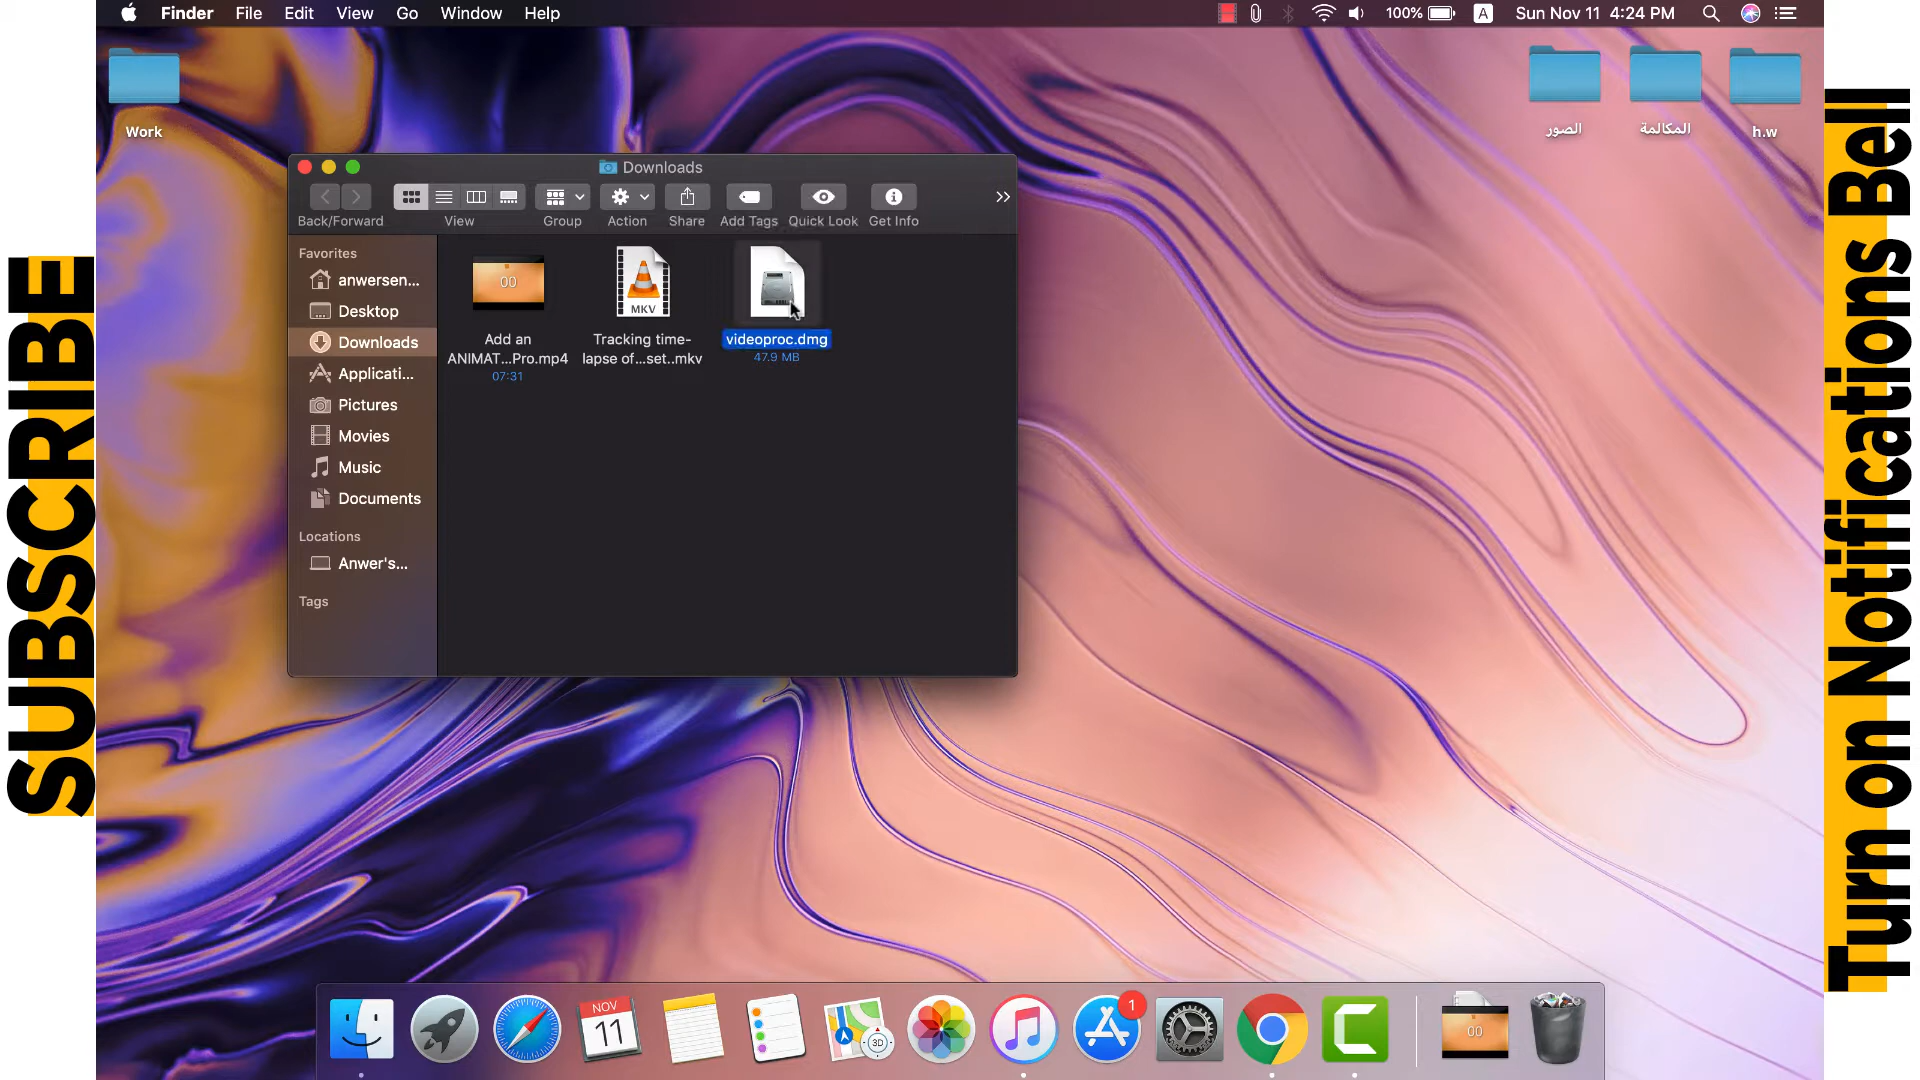 Finder File Edit View Go Window Help
100% A Sun Nov 11 4:24 PM
Work
الصور
المكالمة
h.w
Downloads
Back/Forward View Group Action Share Add Tags Quick Look Get Info
Favorites
anwersen...
Desktop
Downloads
Applicati...
Pictures
Movies
Music
Documents
Locations
Anwer's...
Tags
00
Add an
ANIMAT...Pro.mp4
07:31
MKV
Tracking time-
lapse of...set..mkv
videoproc.dmg
47.9 MB
SUBSCRIBE
Turn on Notifications Bell
NOV
11
3D
1
00